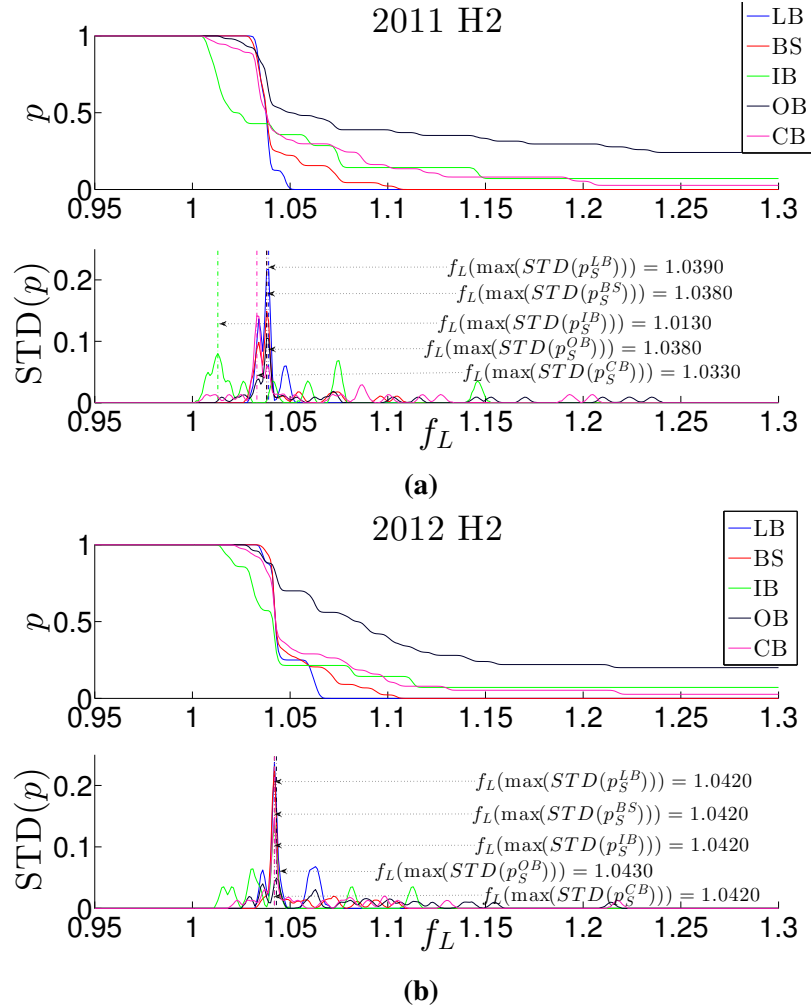 2011 H2
LB
BS
IB
OB
CB
p
1
0.5
0
0.95 1 1.05 1.1 1.15 1.2 1.25 1.3
STD(p)
0.2
0.1
0
f_L(max(STD(p_S^{LB}))) = 1.0390
f_L(max(STD(p_S^{BS}))) = 1.0380
f_L(max(STD(p_S^{IB}))) = 1.0130
f_L(max(STD(p_S^{OB}))) = 1.0380
f_L(max(STD(p_S^{CB}))) = 1.0330
0.95 1 1.05 1.1 1.15 1.2 1.25 1.3
f_L
(a)
2012 H2
LB
BS
IB
OB
CB
p
1
0.5
0
0.95 1 1.05 1.1 1.15 1.2 1.25 1.3
STD(p)
0.2
0.1
0
f_L(max(STD(p_S^{LB}))) = 1.0420
f_L(max(STD(p_S^{BS}))) = 1.0420
f_L(max(STD(p_S^{IB}))) = 1.0420
f_L(max(STD(p_S^{OB}))) = 1.0430
f_L(max(STD(p_S^{CB}))) = 1.0420
0.95 1 1.05 1.1 1.15 1.2 1.25 1.3
f_L
(b)